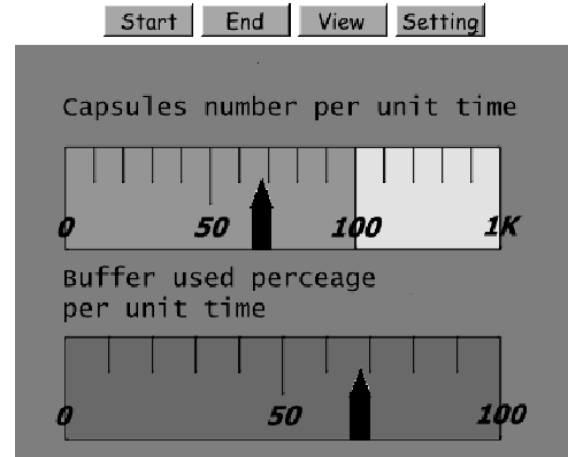 Start End View Setting
Capsules number per unit time
0 50 100 1K
Buffer used perceage
per unit time
0 50 100